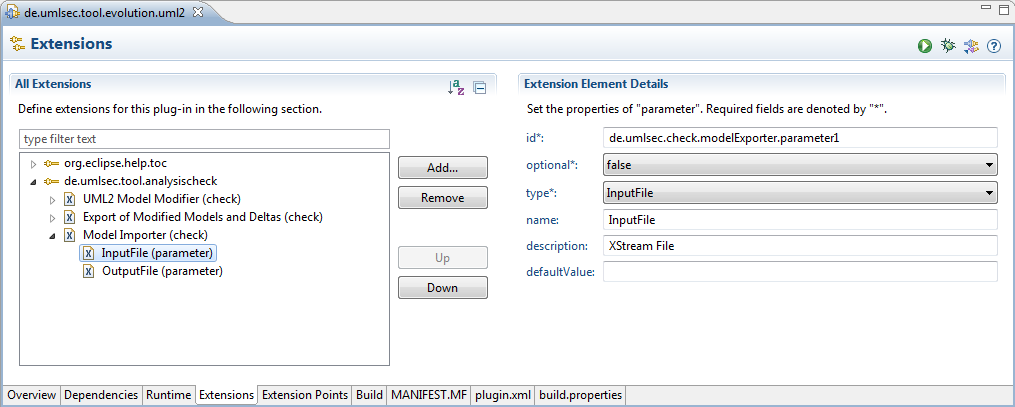 de.umlsec.tool.evolution.uml2
Extensions
All Extensions
Define extensions for this plug-in in the following section.
type filter text
org.eclipse.help.toc
de.umlsec.tool.analysischeck
UML2 Model Modifier (check)
Export of Modified Models and Deltas (check)
Model Importer (check)
InputFile (parameter)
OutputFile (parameter)
Add...
Remove
Up
Down
Extension Element Details
Set the properties of "parameter". Required fields are denoted by "*".
id*: de.umlsec.check.modelExporter.parameter1
optional*: false
type*: InputFile
name: InputFile
description: XStream File
defaultValue:
Overview Dependencies Runtime Extensions Extension Points Build MANIFEST.MF plugin.xml build.properties